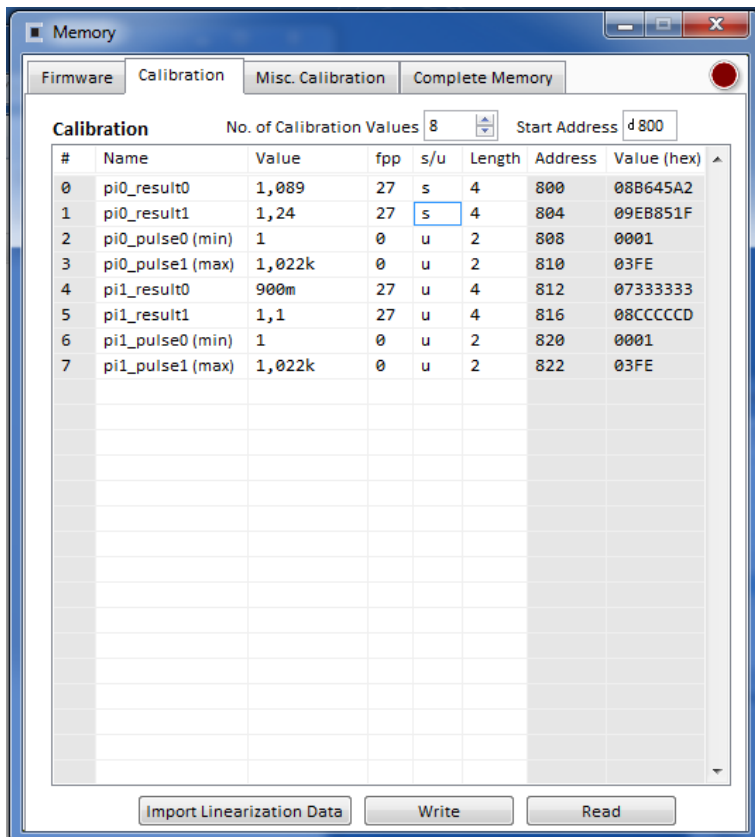 Memory
Firmware Calibration Misc. Calibration Complete Memory
Calibration No. of Calibration Values 8 Start Address d 800
# Name Value fpp s/u Length Address Value (hex)
0 pi0_result0 1,089 27 s 4 800 08B645A2
1 pi0_result1 1,24 27 s 4 804 09EB851F
2 pi0_pulse0 (min) 1 0 u 2 808 0001
3 pi0_pulse1 (max) 1,022k 0 u 2 810 03FE
4 pi1_result0 900m 27 u 4 812 07333333
5 pi1_result1 1,1 27 u 4 816 08CCCCCD
6 pi1_pulse0 (min) 1 0 u 2 820 0001
7 pi1_pulse1 (max) 1,022k 0 u 2 822 03FE
Import Linearization Data Write Read